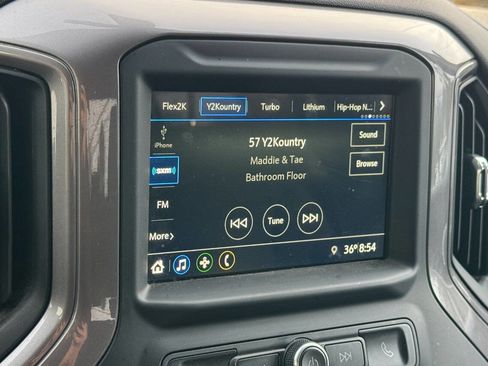 Flex2K Y2Kountry Turbo Lithium Hip-Hop N...
57 Y2Kountry
Maddie & Tae
Bathroom Floor
Sound
Browse
iPhone
((SXM))
FM
More
Tune
36° 8:54